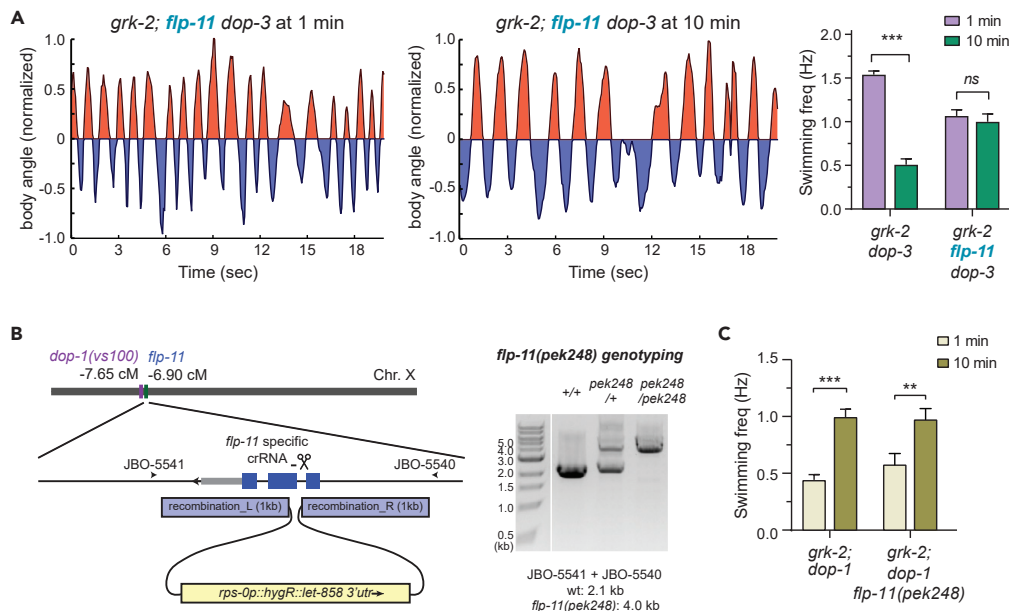 A
grk-2; flp-11 dop-3 at 1 min
body angle (normalized)
1.0
0.5
0
-0.5
-1.0
0 3 6 9 12 15 18
Time (sec)
grk-2; flp-11 dop-3 at 10 min
body angle (normalized)
1.0
0.5
0
-0.5
-1.0
0 3 6 9 12 15 18
Time (sec)
1 min
10 min
Swimming freq (Hz)
2.0
1.5
1.0
0.5
0.0
***
ns
grk-2
dop-3
grk-2
flp-11
dop-3
B
dop-1(vs100) flp-11
-7.65 cM -6.90 cM Chr. X
flp-11 specific
crRNA
JBO-5541 JBO-5540
recombination_L (1kb) recombination_R (1kb)
rps-0p::hygR::let-858 3'utr
flp-11(pek248) genotyping
+/+
pek248
/+
pek248
/pek248
5.0
4.0
3.0
2.0
1.5
1.0
0.5
(kb)
JBO-5541 + JBO-5540
wt: 2.1 kb
flp-11(pek248): 4.0 kb
C
1 min
10 min
Swimming freq (Hz)
1.5
1.0
0.5
0.0
***
**
grk-2;
dop-1
grk-2;
dop-1
flp-11(pek248)